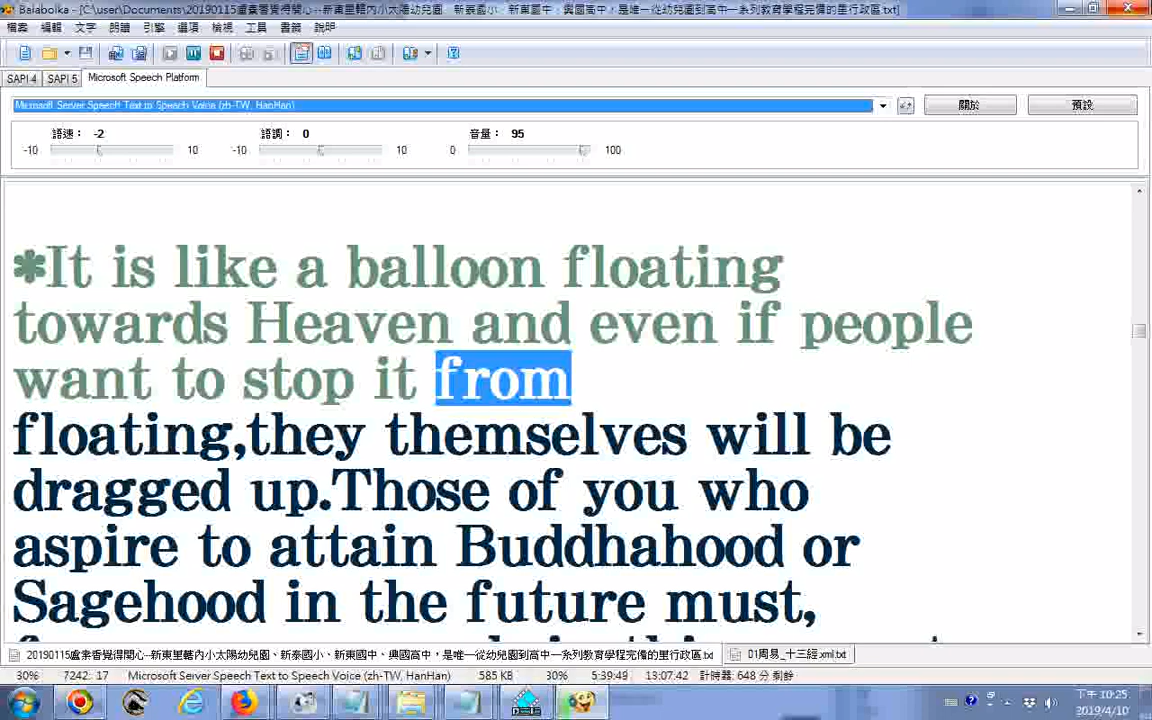 Balabolka - [C:\user\Documents\20190115盧素香覺得開心--新東里轄內小太陽幼兒園、新泰國小、新東國中、興國高中，是唯一從幼兒園到高中一系列教育學程完備的里行政區.txt]
檔案 編輯 文字 朗讀 引擎 選項 檢視 工具 書籤 說明
SAPI 4 SAPI 5 Microsoft Speech Platform
Microsoft Server Speech Text to Speech Voice (zh-TW, HanHan) 關於 預設
語速： -2 語調： 0 音量： 95
-10 10 -10 10 0 100
*It is like a balloon floating
towards Heaven and even if people
want to stop it from
floating,they themselves will be
dragged up.Those of you who
aspire to attain Buddhahood or
Sagehood in the future must,
20190115盧素香覺得開心--新東里轄內小太陽幼兒園、新泰國小、新東國中、興國高中，是唯一從幼兒園到高中一系列教育學程完備的里行政區.txt 01周易_十三經.xml.txt
30% 7242: 17 Microsoft Server Speech Text to Speech Voice (zh-TW, HanHan) 585 KB 30% 5:39:49 13:07:42 計時器: 648 分 剩餘
下午 10:25
2019/4/10